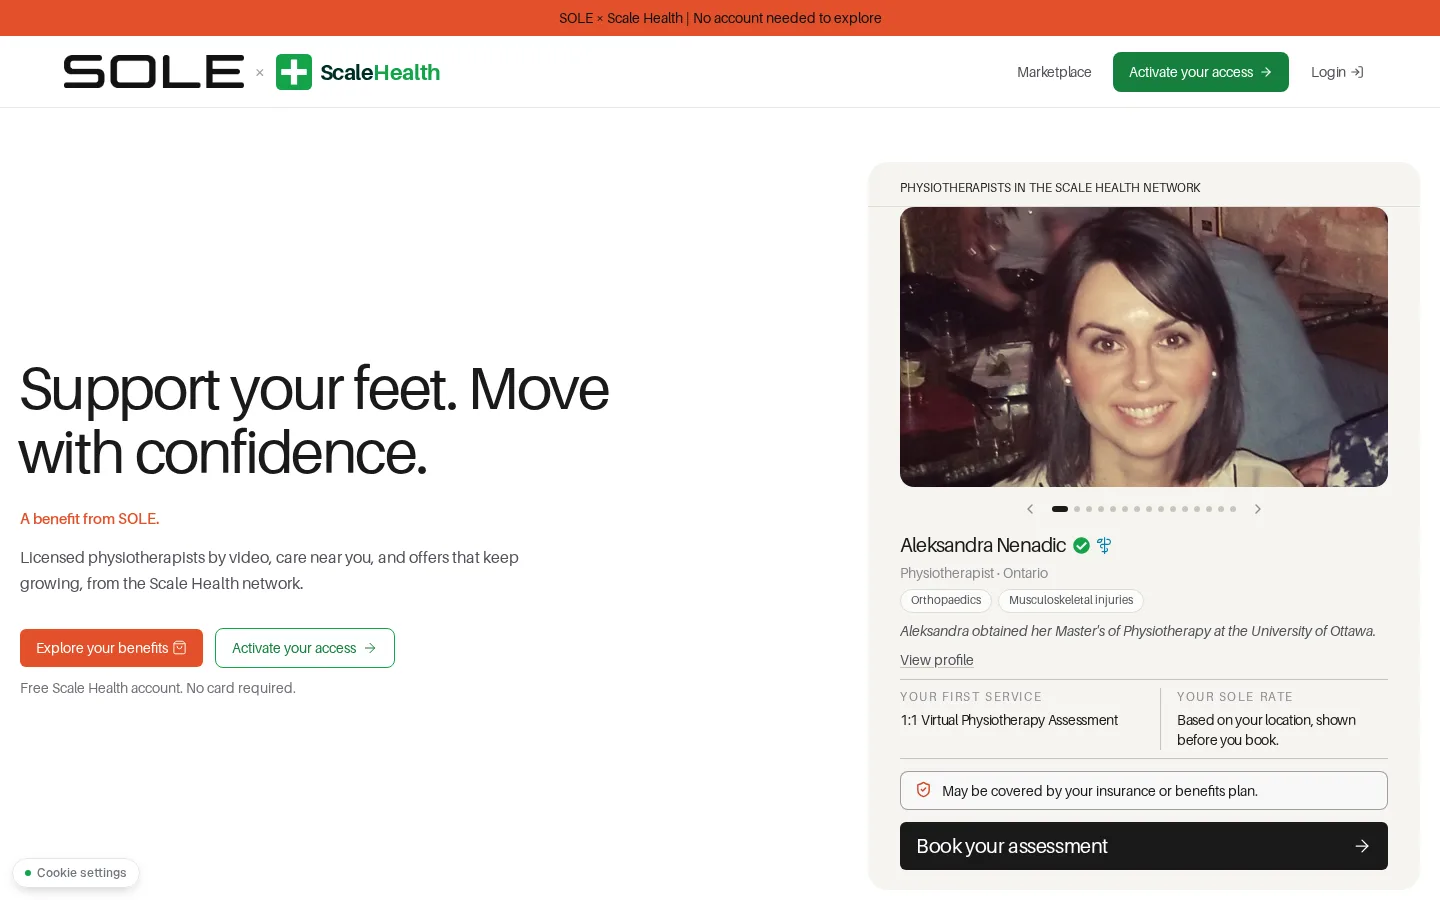 SOLE × Scale Health | No account needed to explore
SOLE × ScaleHealth
Marketplace
Activate your access
Login
PHYSIOTHERAPISTS IN THE SCALE HEALTH NETWORK
Support your feet. Move
with confidence.
A benefit from SOLE.
Licensed physiotherapists by video, care near you, and offers that keep
growing, from the Scale Health network.
Explore your benefits
Activate your access
Free Scale Health account. No card required.
Aleksandra Nenadic
Physiotherapist · Ontario
Orthopaedics
Musculoskeletal injuries
Aleksandra obtained her Master's of Physiotherapy at the University of Ottawa.
View profile
YOUR FIRST SERVICE
1:1 Virtual Physiotherapy Assessment
YOUR SOLE RATE
Based on your location, shown
before you book.
May be covered by your insurance or benefits plan.
Book your assessment
Cookie settings